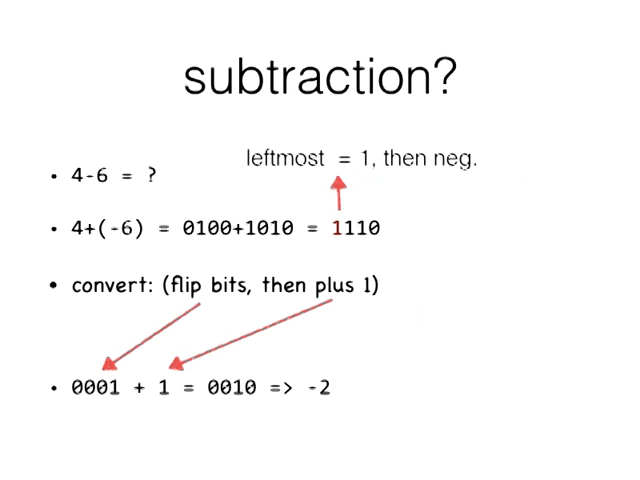 subtraction?
leftmost = 1, then neg.
• 4-6 = ?
• 4+(-6) = 0100+1010 = 1110
• convert: (flip bits, then plus 1)
• 0001 + 1 = 0010 => -2